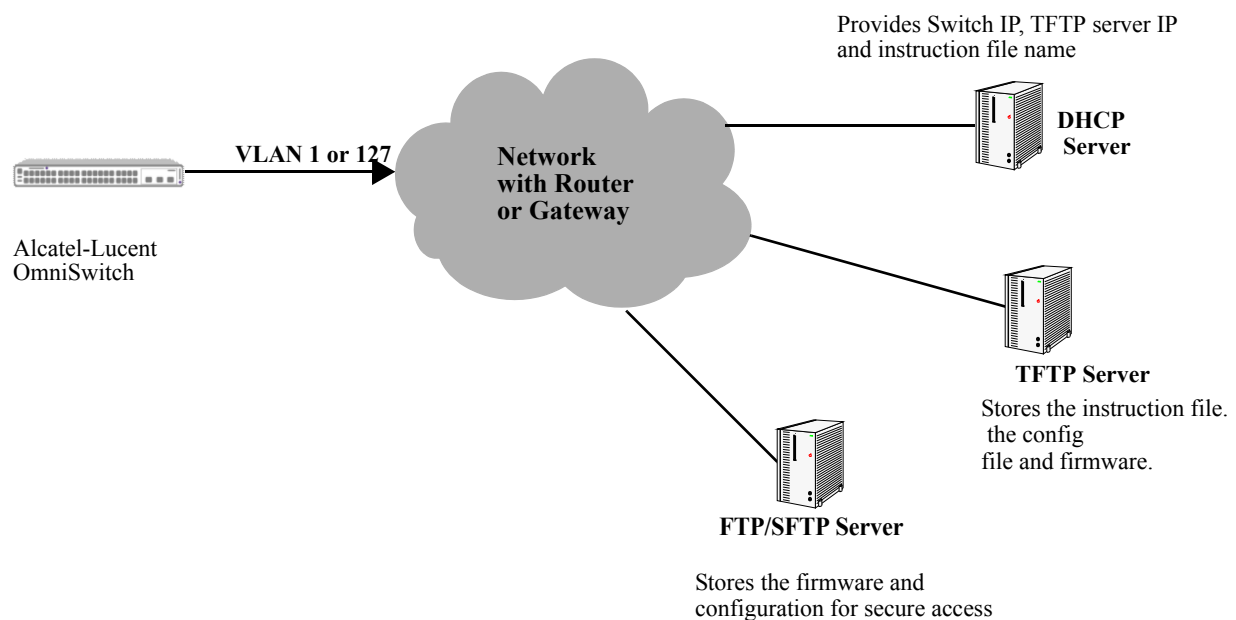 Provides Switch IP, TFTP server IP
and instruction file name
DHCP
Server
VLAN 1 or 127
Network
with Router
or Gateway
Alcatel-Lucent
OmniSwitch
TFTP Server
Stores the instruction file.
the config
file and firmware.
FTP/SFTP Server
Stores the firmware and
configuration for secure access